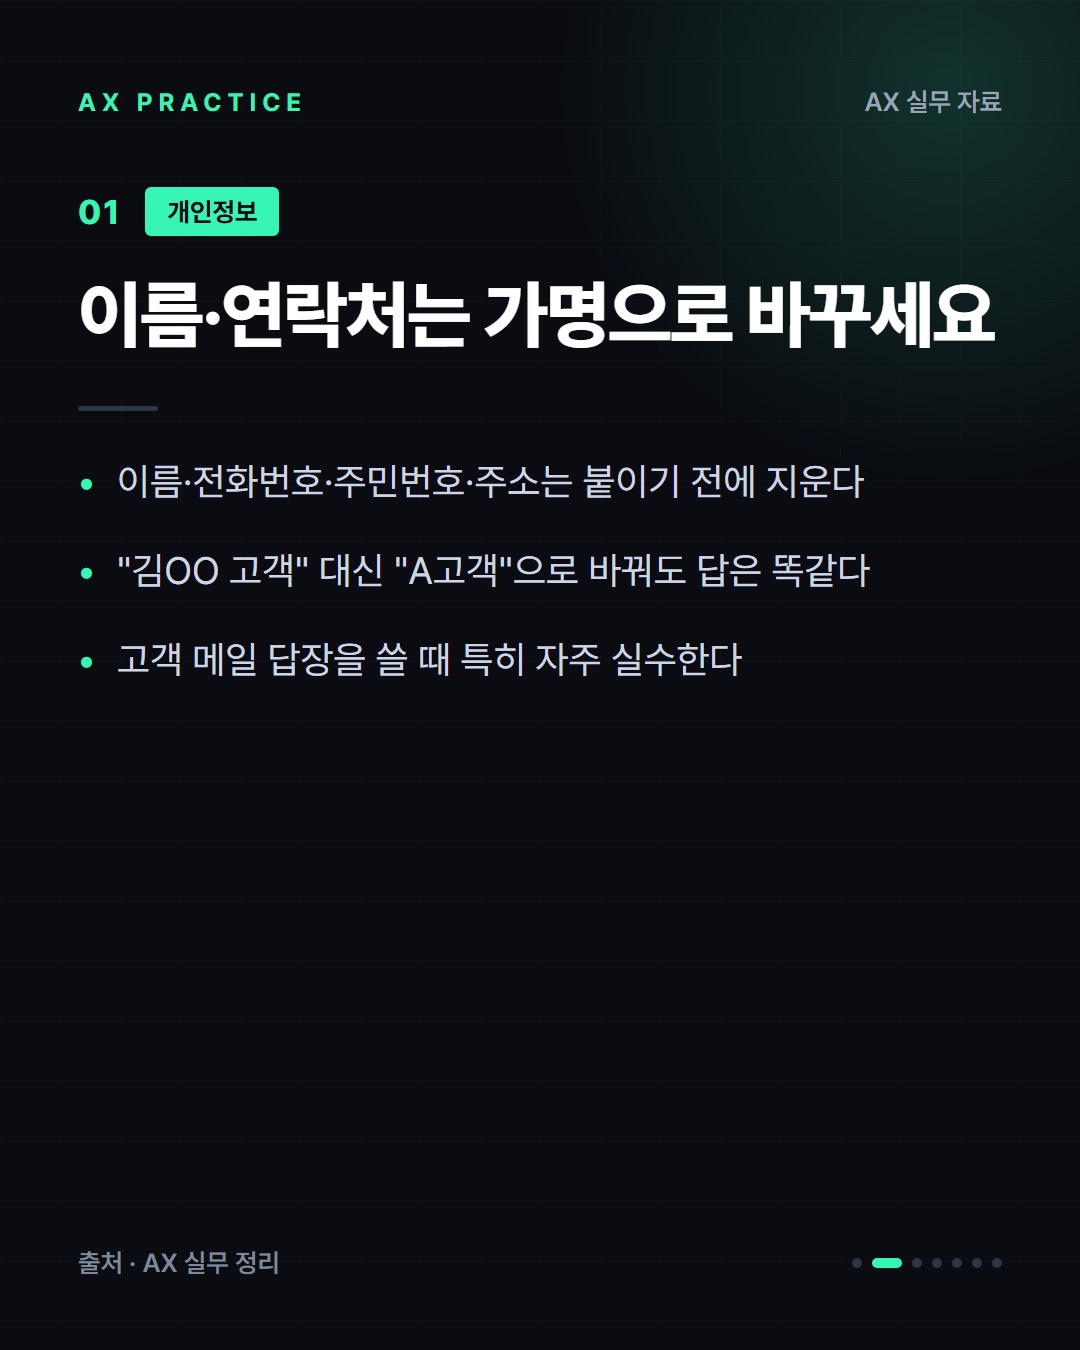 AX PRACTICE
AX 실무 자료
01
개인정보
이름·연락처는 가명으로 바꾸세요
• 이름·전화번호·주민번호·주소는 붙이기 전에 지운다
• "김OO 고객" 대신 "A고객"으로 바꿔도 답은 똑같다
• 고객 메일 답장을 쓸 때 특히 자주 실수한다
출처 · AX 실무 정리